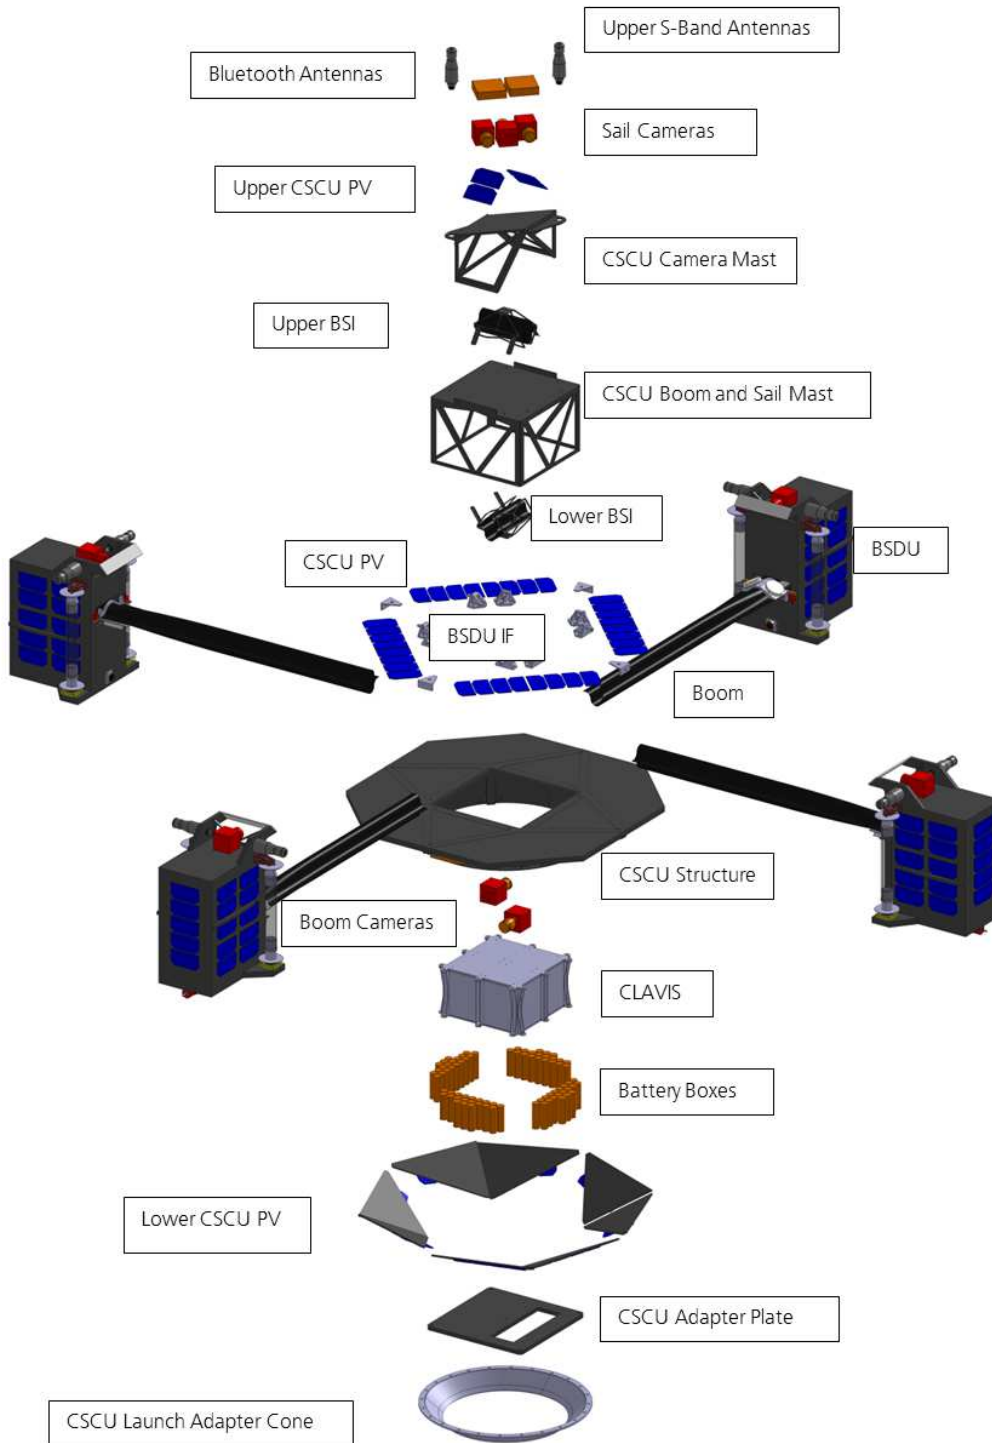 Upper S-Band Antennas
Bluetooth Antennas
Sail Cameras
Upper CSCU PV
CSCU Camera Mast
Upper BSI
CSCU Boom and Sail Mast
Lower BSI
BSDU
CSCU PV
BSDU IF
Boom
CSCU Structure
Boom Cameras
CLAVIS
Battery Boxes
Lower CSCU PV
CSCU Adapter Plate
CSCU Launch Adapter Cone